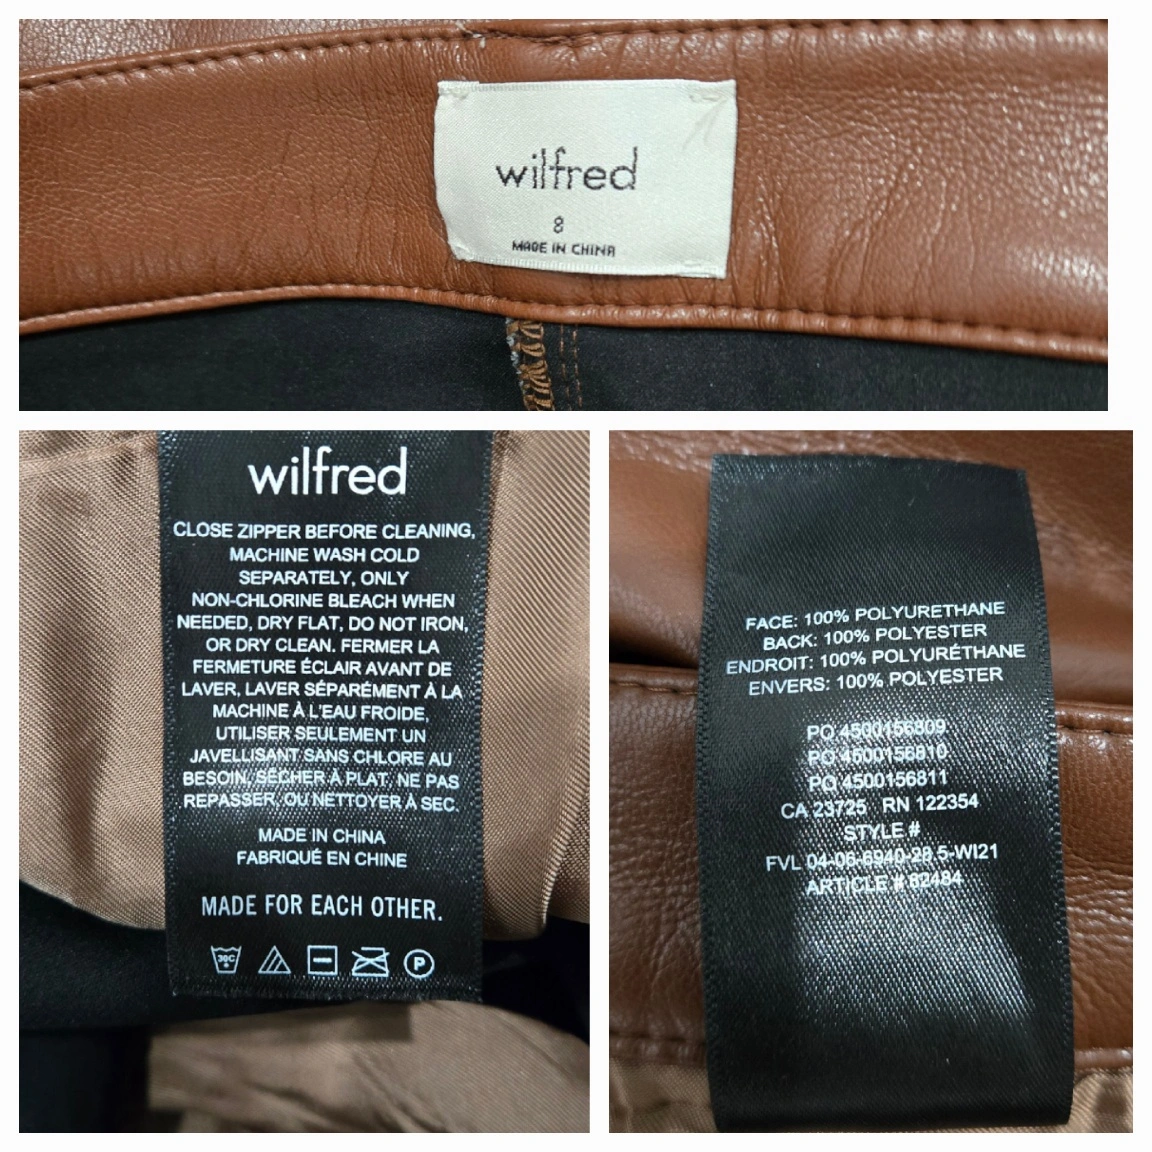 wilfred
8
MADE IN CHINA
wilfred
CLOSE ZIPPER BEFORE CLEANING,
MACHINE WASH COLD
SEPARATELY, ONLY
NON-CHLORINE BLEACH WHEN
NEEDED, DRY FLAT, DO NOT IRON,
OR DRY CLEAN. FERMER LA
FERMETURE ÉCLAIR AVANT DE
LAVER, LAVER SÉPARÉMENT À LA
MACHINE À L'EAU FROIDE,
UTILISER SEULEMENT UN
JAVELLISANT SANS CHLORE AU
BESOIN, SÉCHER À PLAT, NE PAS
REPASSER, OU NETTOYER À SEC.
MADE IN CHINA
FABRIQUÉ EN CHINE
MADE FOR EACH OTHER.
30C
P
FACE: 100% POLYURETHANE
BACK: 100% POLYESTER
ENDROIT: 100% POLYURÉTHANE
ENVERS: 100% POLYESTER
PO 4500156809
PO 4500156810
PO 4500156811
CA 23725 RN 122354
STYLE #
FVL 04-06-6940-28.5-WI21
ARTICLE # 82484